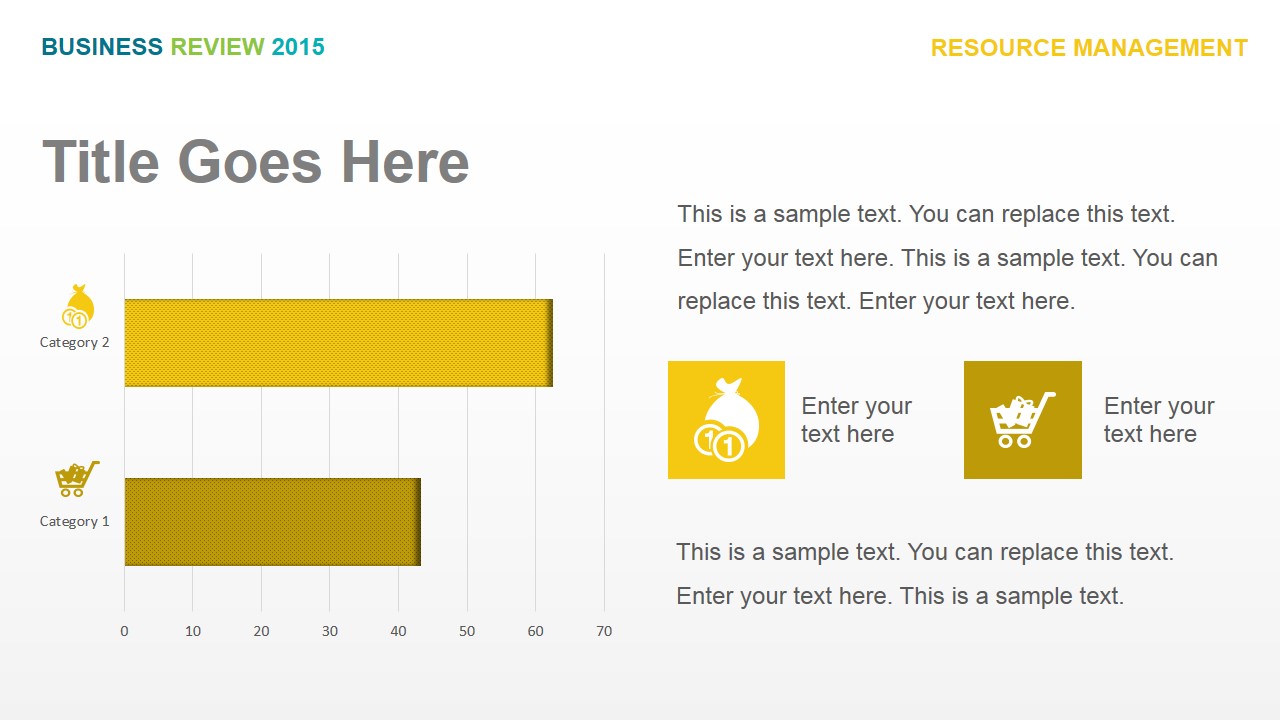 BUSINESS REVIEW 2015
RESOURCE MANAGEMENT
Title Goes Here
Category 2
Category 1
0 10 20 30 40 50 60 70
This is a sample text. You can replace this text.
Enter your text here. This is a sample text. You can
replace this text. Enter your text here.
1 1
Enter your
text here
Enter your
text here
This is a sample text. You can replace this text.
Enter your text here. This is a sample text.